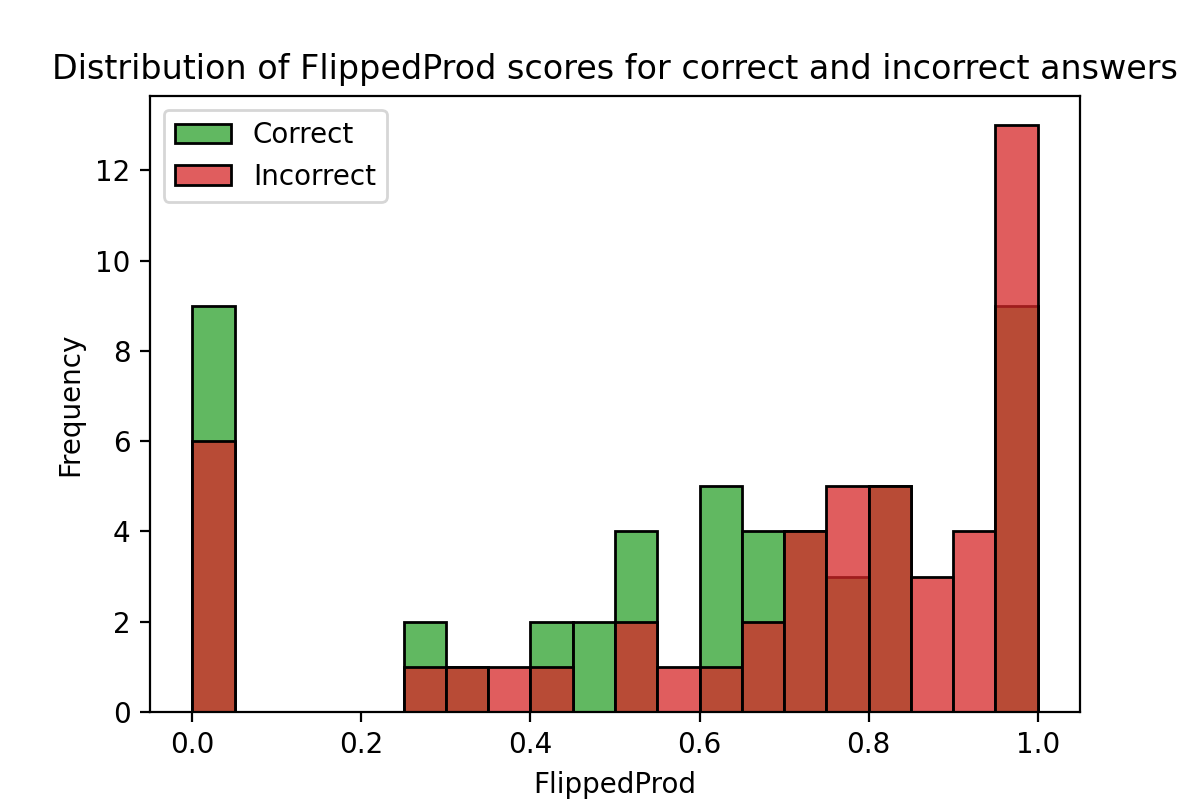 Distribution of FlippedProd scores for correct and incorrect answers
Correct
Incorrect
Frequency
12
10
8
6
4
2
0
0.0 0.2 0.4 0.6 0.8 1.0
FlippedProd